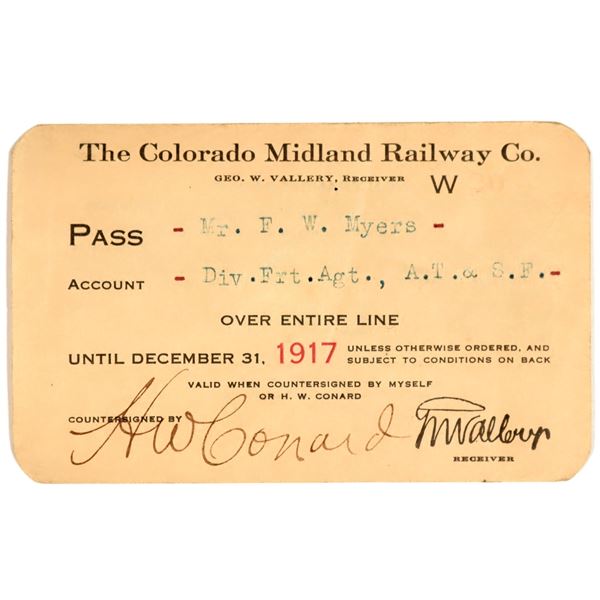 The Colorado Midland Railway Co.
GEO. W. VALLERY, RECEIVER W
PASS - Mr. F. W. Myers -
ACCOUNT - Div.Frt.Agt., A.T.& S.F.-
OVER ENTIRE LINE
UNTIL DECEMBER 31, 1917 UNLESS OTHERWISE ORDERED, AND
SUBJECT TO CONDITIONS ON BACK
VALID WHEN COUNTERSIGNED BY MYSELF
OR H. W. CONARD
COUNTERSIGNED BY
HW Conard GWVallery
RECEIVER